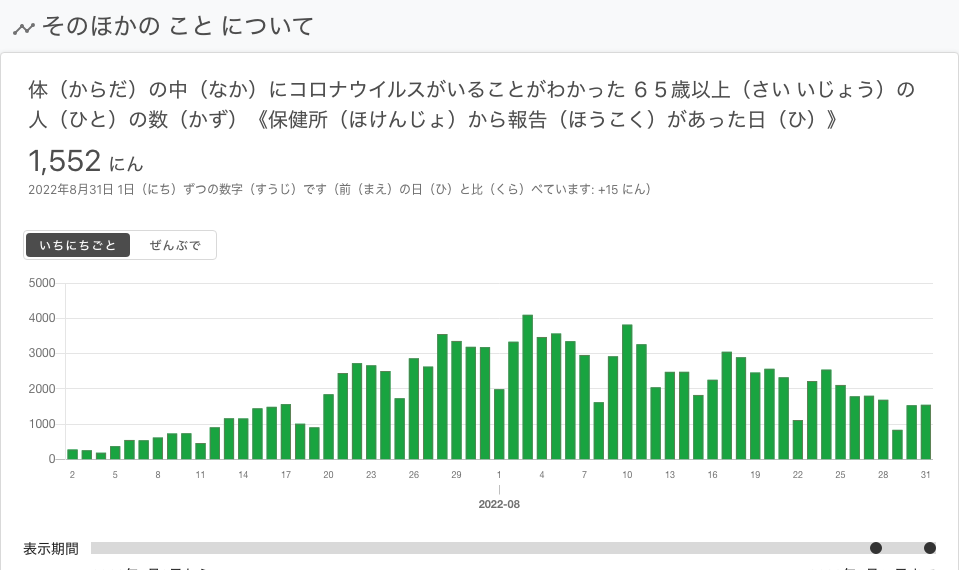 そのほかの こと について
体（からだ）の中（なか）にコロナウイルスがいることがわかった ６５歳以上（さい いじょう）の
人（ひと）の数（かず）《保健所（ほけんじょ）から報告（ほうこく）があった日（ひ）》
1,552 にん
2022年8月31日 1日（にち）ずつの数字（すうじ）です（前（まえ）の日（ひ）と比（くら）べています: +15 にん）
いちにちごと ぜんぶで
5000
4000
3000
2000
1000
0
2 5 8 11 14 17 20 23 26 29 1 4 7 10 13 16 19 22 25 28 31
2022-08
表示期間